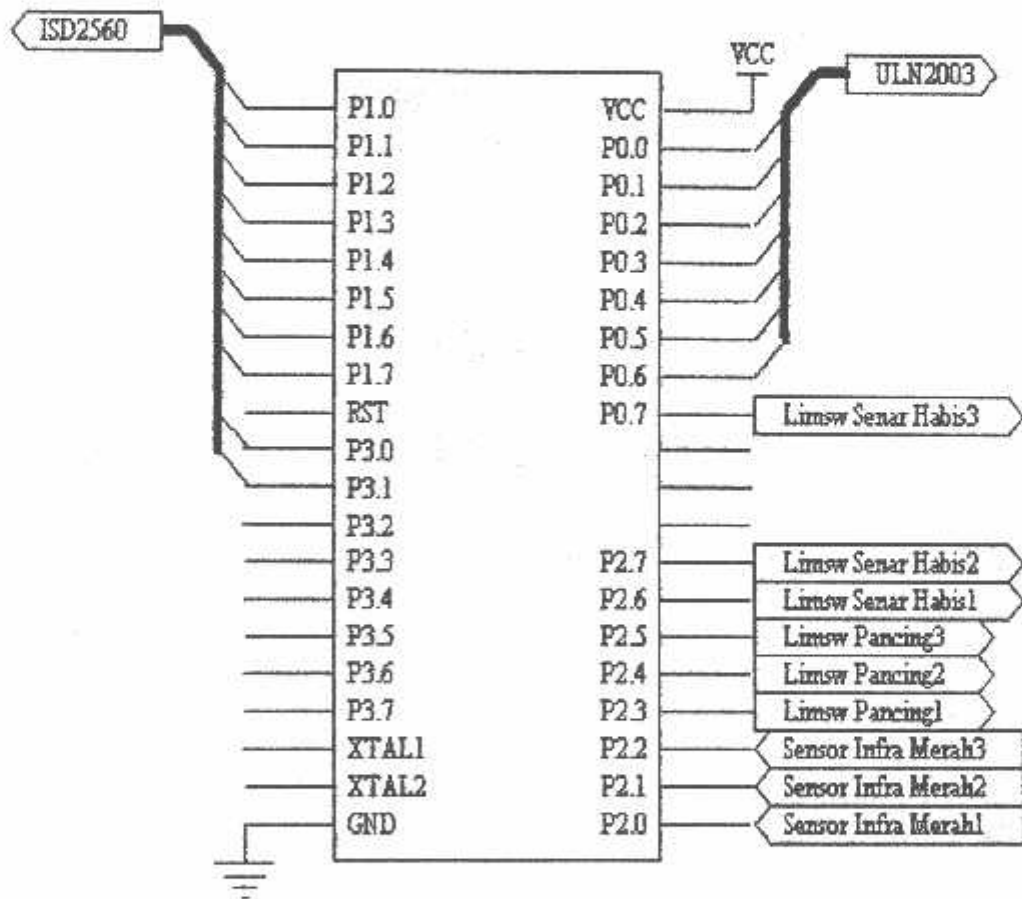 ISD2560
VCC
ULN2003
P1.0
P1.1
P1.2
P1.3
P1.4
P1.5
P1.6
P1.7
RST
P3.0
P3.1
P3.2
P3.3
P3.4
P3.5
P3.6
P3.7
XTAL1
XTAL2
GND
VCC
P0.0
P0.1
P0.2
P0.3
P0.4
P0.5
P0.6
P0.7 Limsw Senar Habis3
P2.7 Limsw Senar Habis2
P2.6 Limsw Senar Habis1
P2.5 Limsw Pancing3
P2.4 Limsw Pancing2
P2.3 Limsw Pancing1
P2.2 Sensor Infra Merah3
P2.1 Sensor Infra Merah2
P2.0 Sensor Infra Merah1